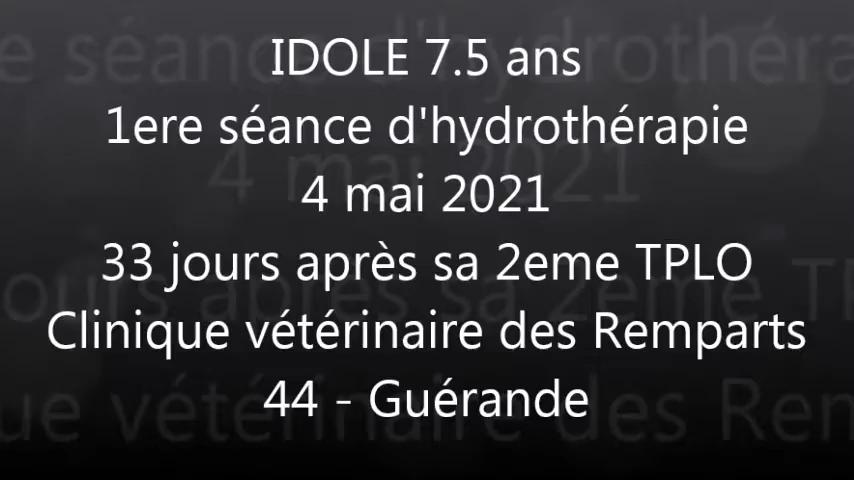 IDOLE 7.5 ans
1ere séance d'hydrothérapie
4 mai 2021
33 jours après sa 2eme TPLO
Clinique vétérinaire des Remparts
44 - Guérande